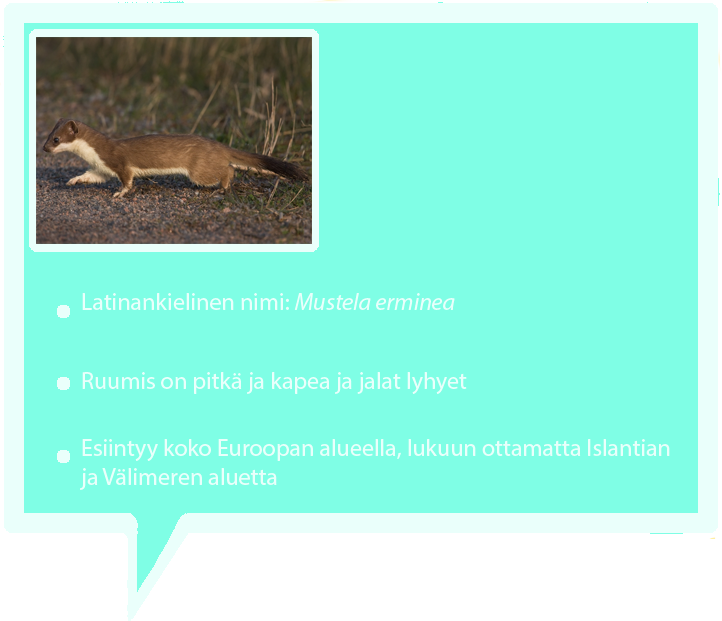 Latinankielinen nimi: Mustela erminea
Ruumis on pitkä ja kapea ja jalat lyhyet
Esiintyy koko Euroopan alueella, lukuun ottamatta Islantian
ja Välimeren aluetta